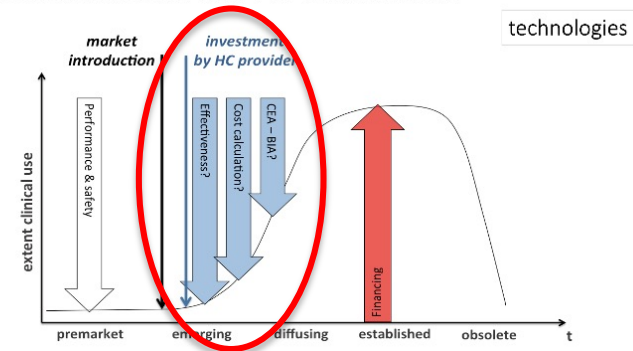 technologies
market
introduction
investment
by HC provider
extent clinical use
Performance & safety
Effectiveness?
Cost calculation?
CEA – BIA?
Financing
premarket
emerging
diffusing
established
obsolete
t